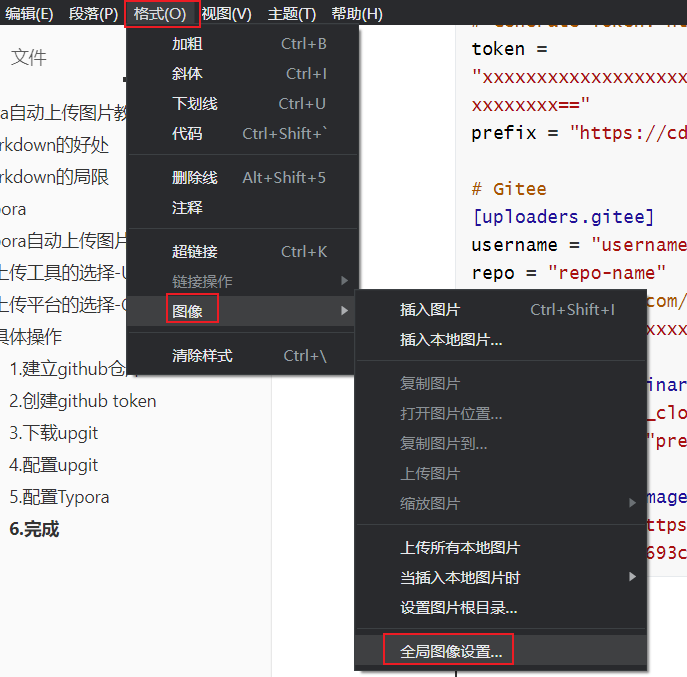 编辑(E) 段落(P) 格式(O) 视图(V) 主题(T) 帮助(H)
文件
加粗 Ctrl+B
斜体 Ctrl+I
下划线 Ctrl+U
代码 Ctrl+Shift+`
删除线 Alt+Shift+5
注释
超链接 Ctrl+K
链接操作
图像
清除样式 Ctrl+\
插入图片 Ctrl+Shift+I
插入本地图片...
复制图片
打开图片位置...
复制图片到...
上传图片
缩放图片
上传所有本地图片
当插入本地图片时
设置图片根目录...
全局图像设置...
ra自动上传图片教
rkdown的好处
rkdown的局限
pora
pora自动上传图片
上传工具的选择-U
上传平台的选择-G
具体操作
1.建立github仓库
2.创建github token
3.下载upgit
4.配置upgit
5.配置Typora
6.完成
token =
"xxxxxxxxxxxxxxxxxxx
xxxxxxxx=="
prefix = "https://cd
# Gitee
[uploaders.gitee]
username = "username
repo = "repo-name"
com/
xxxxx
inar
_clo
"pre
mage
ttps
693c